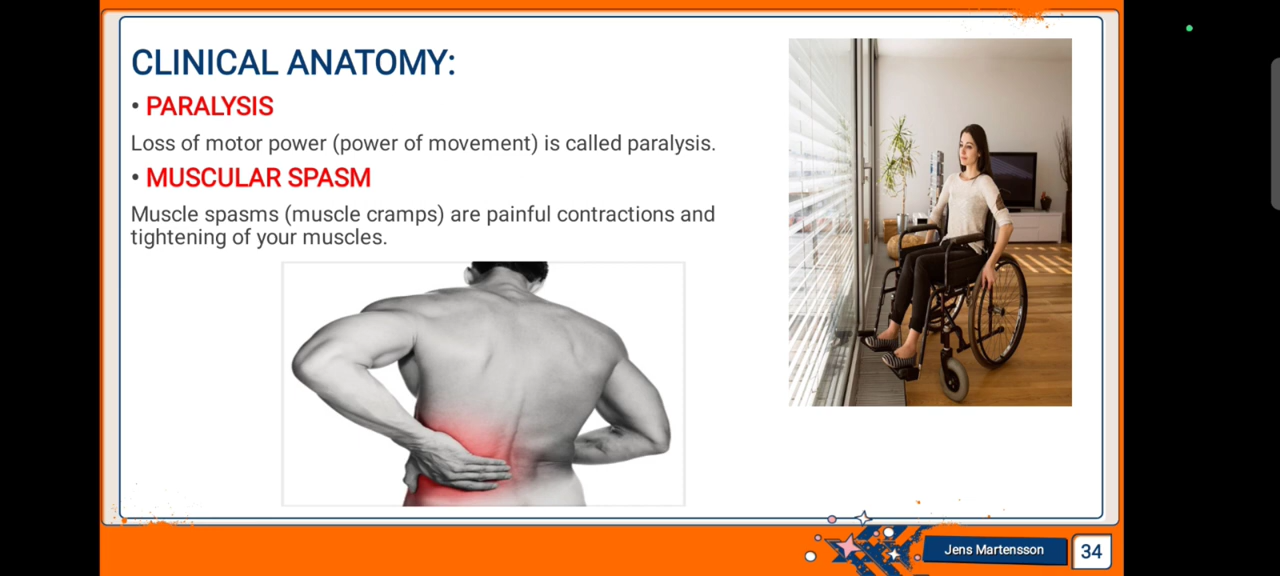 CLINICAL ANATOMY:
• PARALYSIS
Loss of motor power (power of movement) is called paralysis.
• MUSCULAR SPASM
Muscle spasms (muscle cramps) are painful contractions and
tightening of your muscles.
Jens Martensson
34